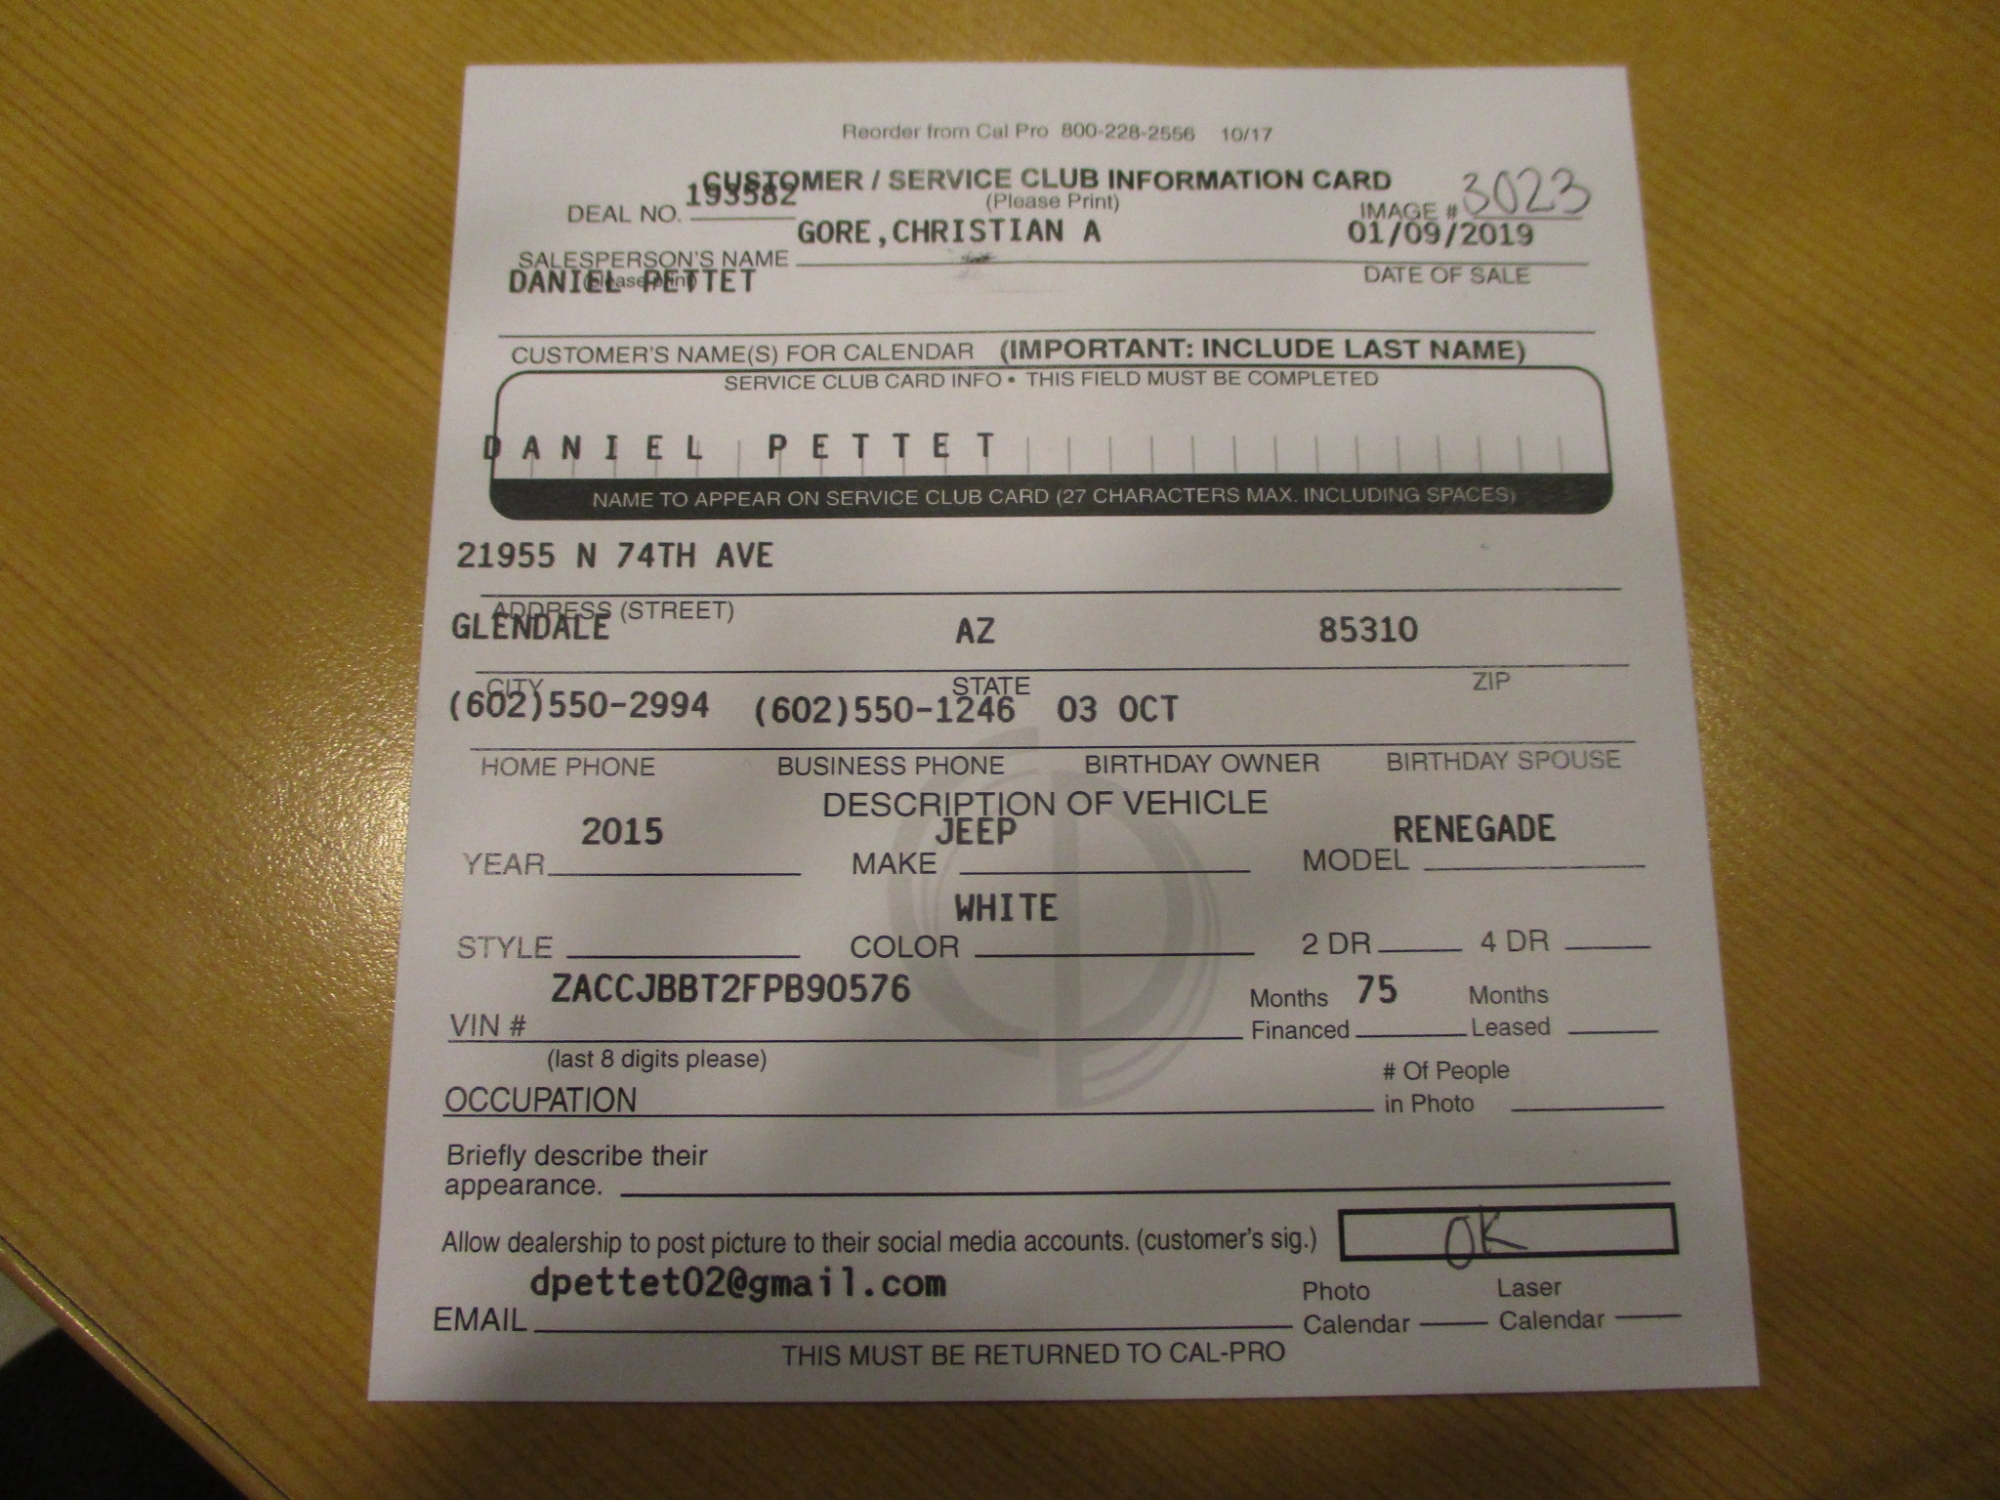 Reorder from Cal Pro 800-228-2556 10/17
CUSTOMER / SERVICE CLUB INFORMATION CARD
DEAL NO. 193582 (Please Print) IMAGE # 3023
GORE,CHRISTIAN A 01/09/2019
SALESPERSON'S NAME DATE OF SALE
(please print)
DANIEL PETTET
CUSTOMER'S NAME(S) FOR CALENDAR (IMPORTANT: INCLUDE LAST NAME)
SERVICE CLUB CARD INFO • THIS FIELD MUST BE COMPLETED
DANIEL PETTET
NAME TO APPEAR ON SERVICE CLUB CARD (27 CHARACTERS MAX. INCLUDING SPACES)
21955 N 74TH AVE
ADDRESS (STREET)
GLENDALE AZ 85310
CITY STATE ZIP
(602)550-2994 (602)550-1246 03 OCT
HOME PHONE BUSINESS PHONE BIRTHDAY OWNER BIRTHDAY SPOUSE
DESCRIPTION OF VEHICLE
2015 JEEP RENEGADE
YEAR MAKE MODEL
WHITE
STYLE COLOR 2 DR 4 DR
ZACCJBBT2FPB90576 Months 75 Months
VIN # Financed Leased
(last 8 digits please) # Of People
OCCUPATION in Photo
Briefly describe their
appearance.
Allow dealership to post picture to their social media accounts. (customer's sig.) OK
dpettet02@gmail.com Photo Laser
EMAIL Calendar Calendar
THIS MUST BE RETURNED TO CAL-PRO